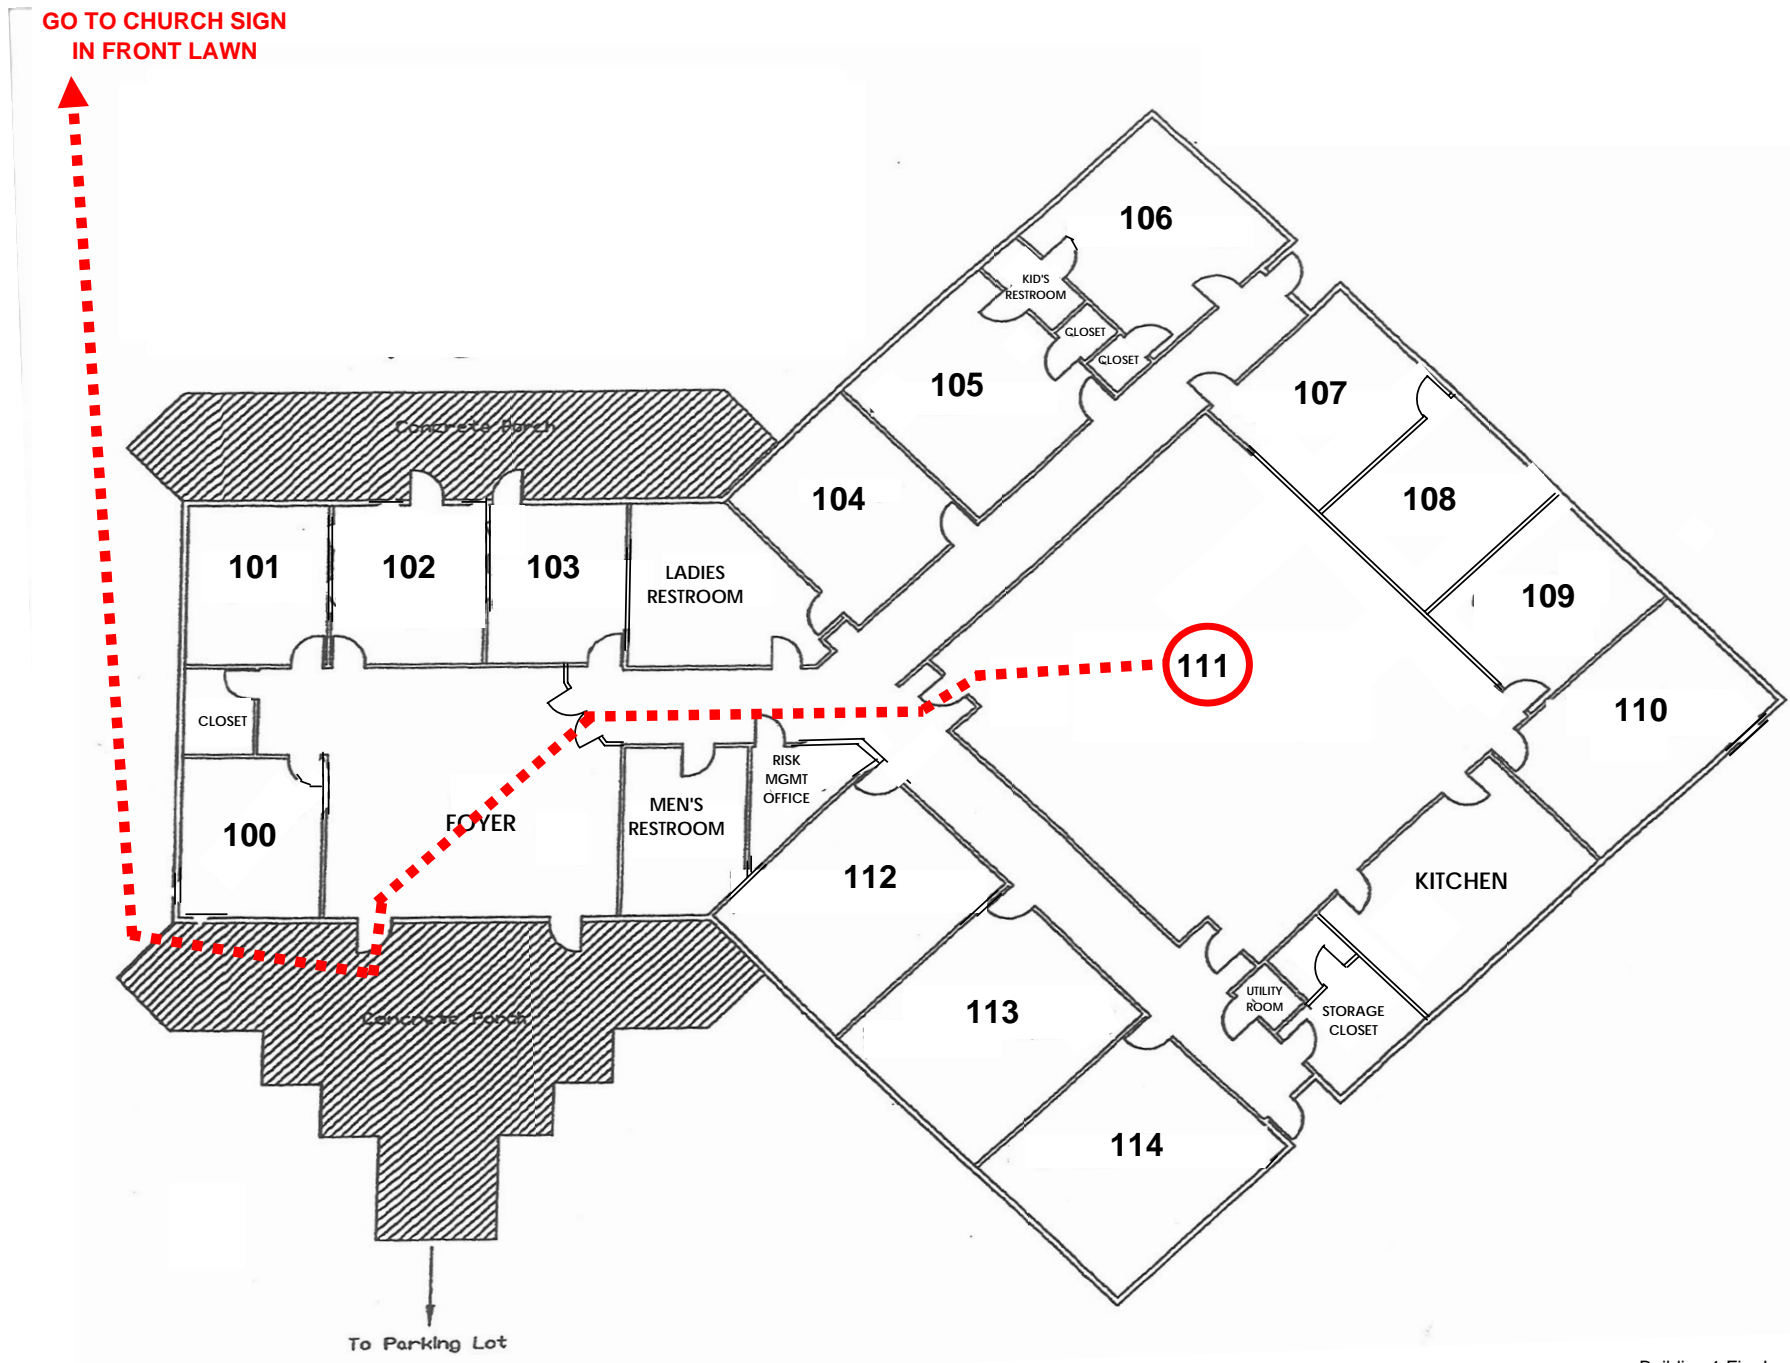 GO TO CHURCH SIGN
IN FRONT LAWN
106
KID'S
RESTROOM
CLOSET
CLOSET
105
107
Concrete Porch
104
108
101
102
103
LADIES
RESTROOM
109
111
110
CLOSET
RISK
MGMT
OFFICE
MEN'S
RESTROOM
FOYER
100
112
KITCHEN
UTILITY
ROOM
STORAGE
CLOSET
113
Concrete Porch
114
To Parking Lot